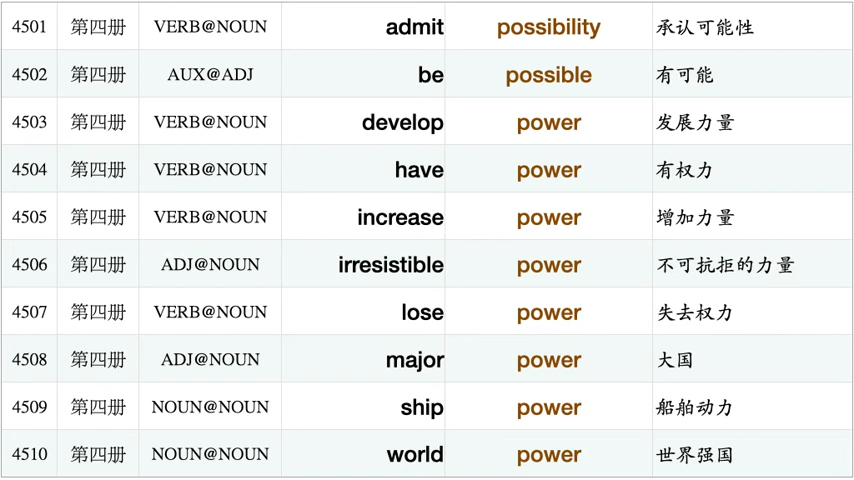 4501 第四册 VERB@NOUN admit possibility 承认可能性
4502 第四册 AUX@ADJ be possible 有可能
4503 第四册 VERB@NOUN develop power 发展力量
4504 第四册 VERB@NOUN have power 有权力
4505 第四册 VERB@NOUN increase power 增加力量
4506 第四册 ADJ@NOUN irresistible power 不可抗拒的力量
4507 第四册 VERB@NOUN lose power 失去权力
4508 第四册 ADJ@NOUN major power 大国
4509 第四册 NOUN@NOUN ship power 船舶动力
4510 第四册 NOUN@NOUN world power 世界强国